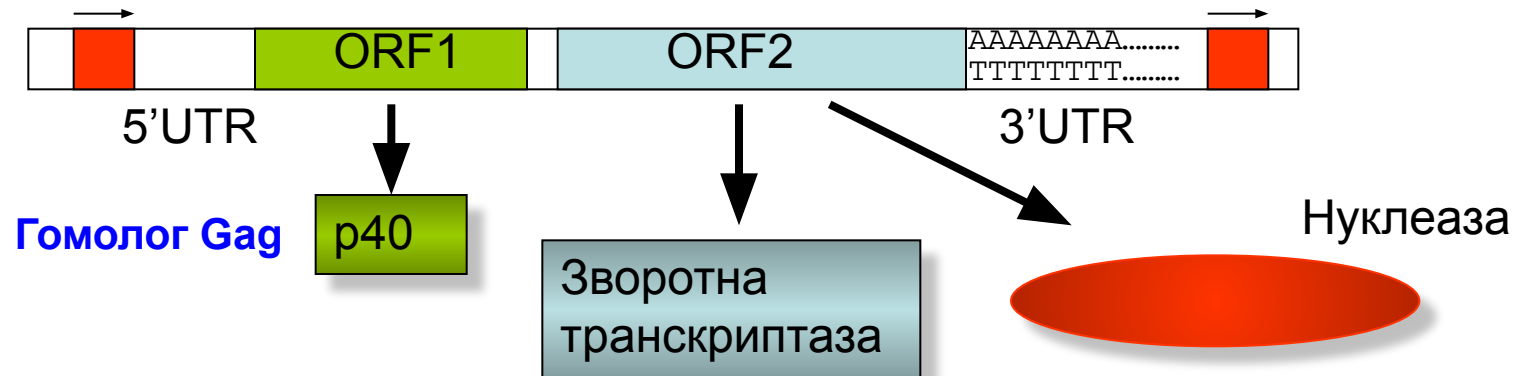 ORF1
ORF2
AAAAAAAA.........
TTTTTTTT.........
5’UTR
3’UTR
Гомолог Gag
p40
Нуклеаза
Зворотна
транскриптаза